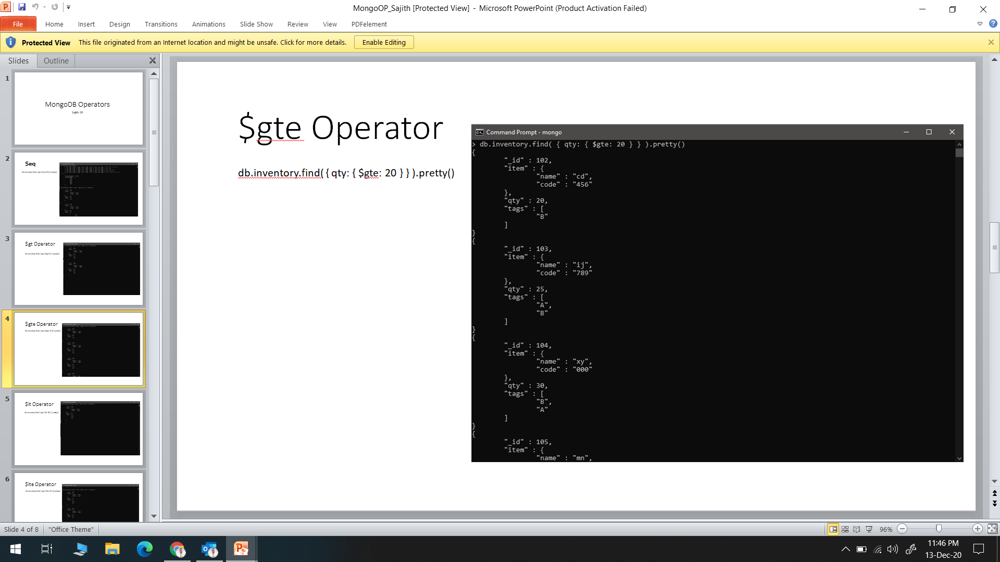 MongoOP_Sajith [Protected View] - Microsoft PowerPoint (Product Activation Failed)
File Home Insert Design Transitions Animations Slide Show Review View PDFelement
Protected View This file originated from an Internet location and might be unsafe. Click for more details. Enable Editing
Slides Outline
1
MongoDB Operators
Sajith SR
2
$eq
3
$gt Operator
4
$gte Operator
5
$lt Operator
6
$lte Operator
$gte Operator
db.inventory.find( { qty: { $gte: 20 } } ).pretty()
Command Prompt - mongo
> db.inventory.find( { qty: { $gte: 20 } } ).pretty()
{
"_id" : 102,
"item" : {
"name" : "cd",
"code" : "456"
},
"qty" : 20,
"tags" : [
"B"
]
}
{
"_id" : 103,
"item" : {
"name" : "ij",
"code" : "789"
},
"qty" : 25,
"tags" : [
"A",
"B"
]
}
{
"_id" : 104,
"item" : {
"name" : "xy",
"code" : "000"
},
"qty" : 30,
"tags" : [
"B",
"A"
]
}
{
"_id" : 105,
"item" : {
"name" : "mn",
Slide 4 of 8 "Office Theme" 96%
11:46 PM
13-Dec-20